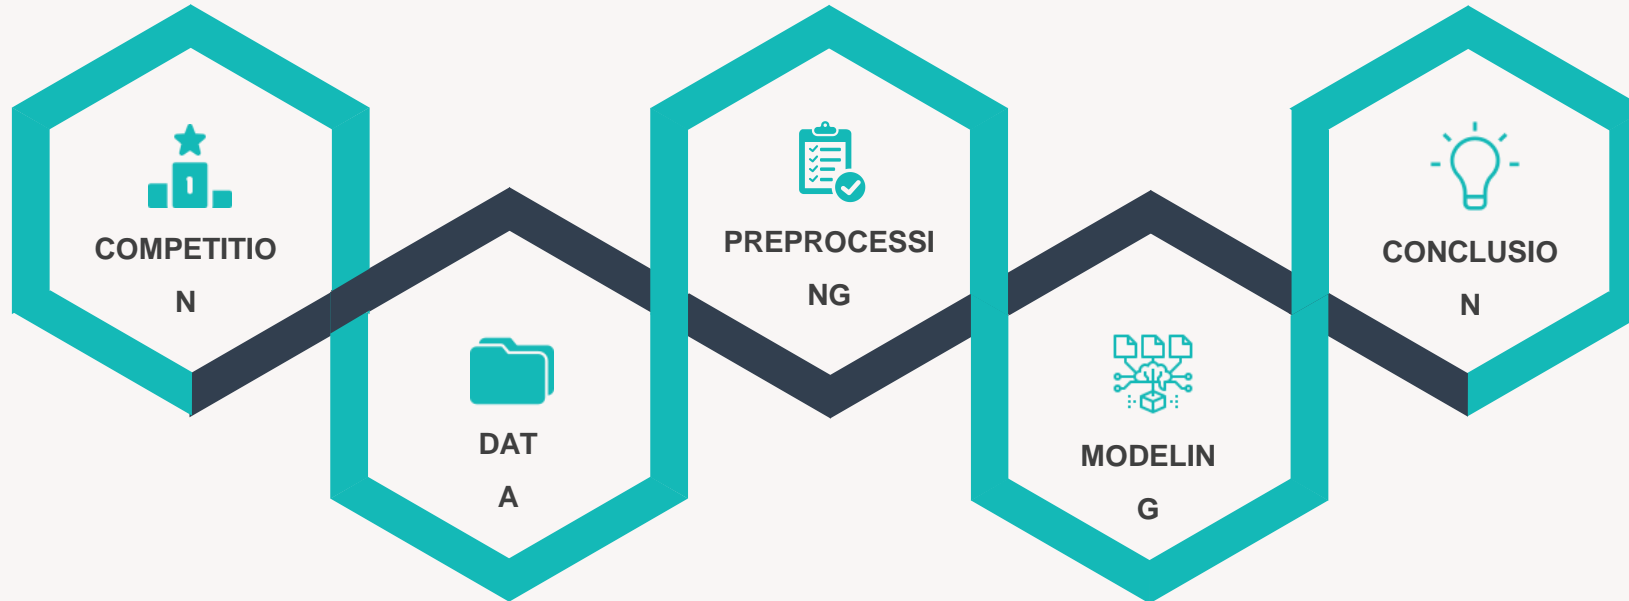 COMPETITIO
N
DAT
A
PREPROCESSI
NG
MODELIN
G
CONCLUSIO
N